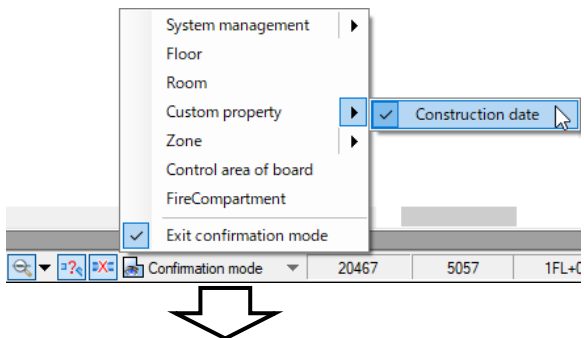 System management
Floor
Room
Custom property
Construction date
Zone
Control area of board
FireCompartment
Exit confirmation mode
Confirmation mode 20467 5057 1FL+0